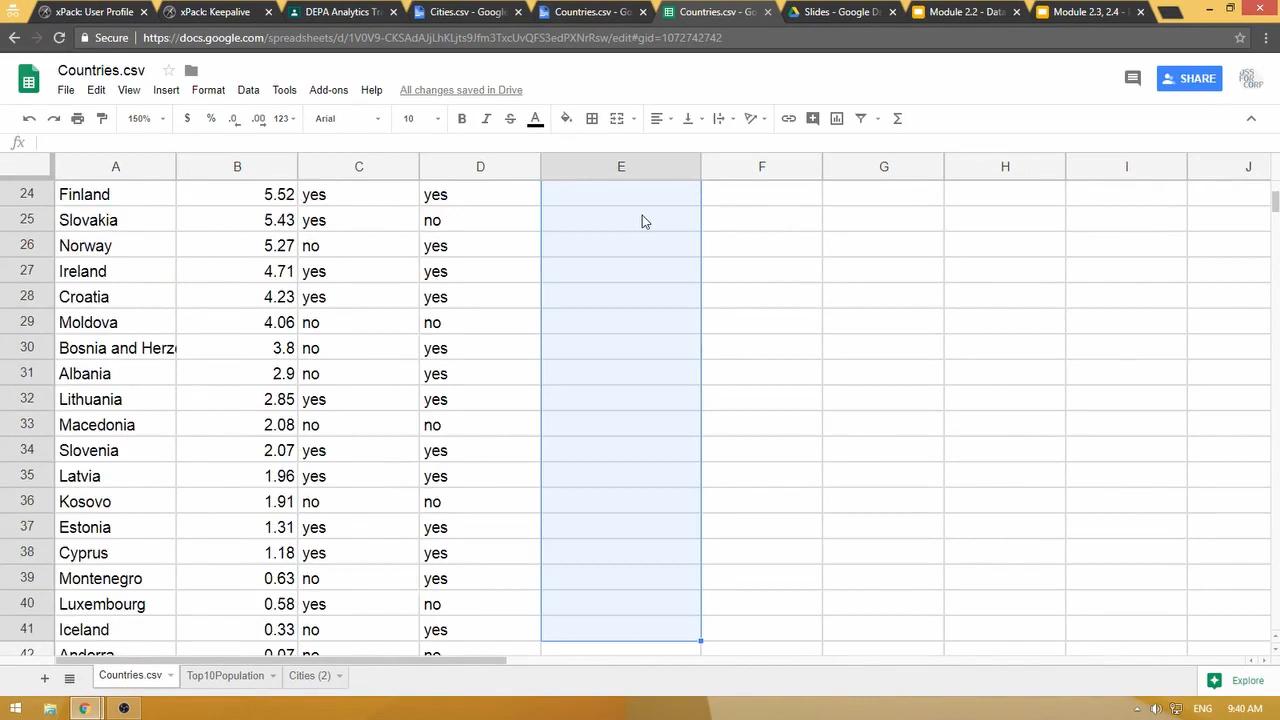 xPack User Profile
xPack Keepalive
DEPA Analytics Tr
Cities.csv - Google
Countries.csv - Go
Countries.csv - Go
Slides - Google D
Module 2.2 - Data
Module 2.3, 2.4 -
Secure
https://docs.google.com/spreadsheets/d/1V0V9-CKSAdAJjLhKLjts9Jfm3TxcUvQFS3edPXNrRsw/edit#gid=1072742742
Countries.csv
SHARE
File Edit View Insert Format Data Tools Add-ons Help All changes saved in Drive
150% $ % .0 .00 123 Arial 10 B I S A Σ
fx
A B C D E F G H I J
24 Finland 5.52 yes yes
25 Slovakia 5.43 yes no
26 Norway 5.27 no yes
27 Ireland 4.71 yes yes
28 Croatia 4.23 yes yes
29 Moldova 4.06 no no
30 Bosnia and Herze 3.8 no yes
31 Albania 2.9 no yes
32 Lithuania 2.85 yes yes
33 Macedonia 2.08 no no
34 Slovenia 2.07 yes yes
35 Latvia 1.96 yes yes
36 Kosovo 1.91 no no
37 Estonia 1.31 yes yes
38 Cyprus 1.18 yes yes
39 Montenegro 0.63 no yes
40 Luxembourg 0.58 yes no
41 Iceland 0.33 no yes
42 Andorra 0.07 no no
Countries.csv Top10Population Cities (2) Explore
ENG 9:40 AM